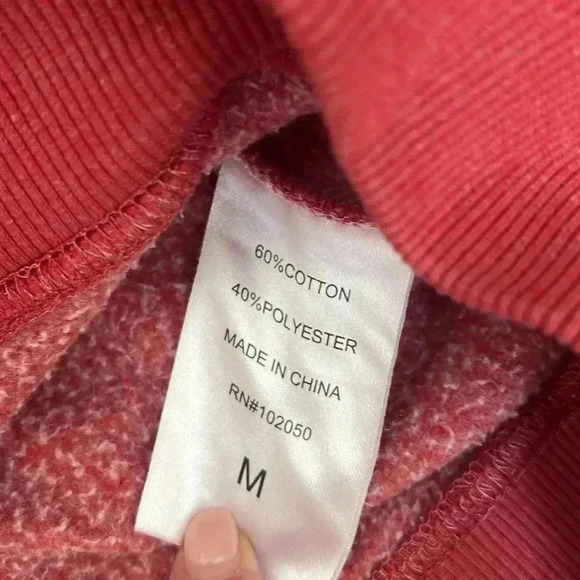 60%COTTON
40%POLYESTER
MADE IN CHINA
RN#102050
M